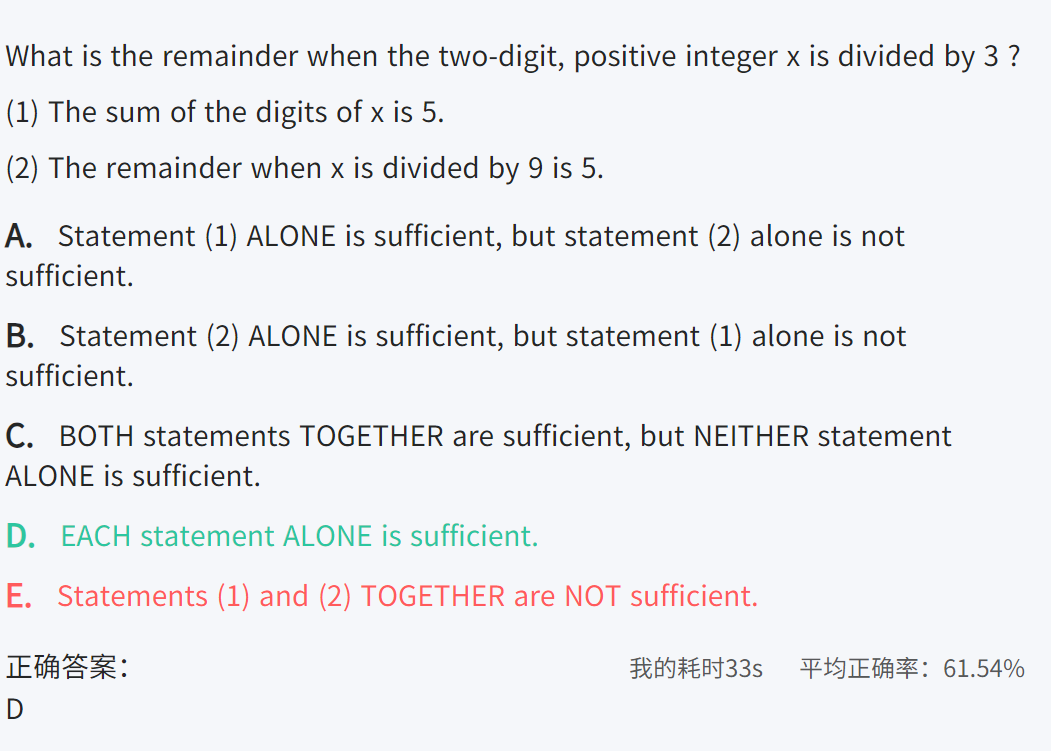 What is the remainder when the two-digit, positive integer x is divided by 3 ?
(1) The sum of the digits of x is 5.
(2) The remainder when x is divided by 9 is 5.
A. Statement (1) ALONE is sufficient, but statement (2) alone is not
sufficient.
B. Statement (2) ALONE is sufficient, but statement (1) alone is not
sufficient.
C. BOTH statements TOGETHER are sufficient, but NEITHER statement
ALONE is sufficient.
D. EACH statement ALONE is sufficient.
E. Statements (1) and (2) TOGETHER are NOT sufficient.
正确答案： 我的耗时33s 平均正确率：61.54%
D